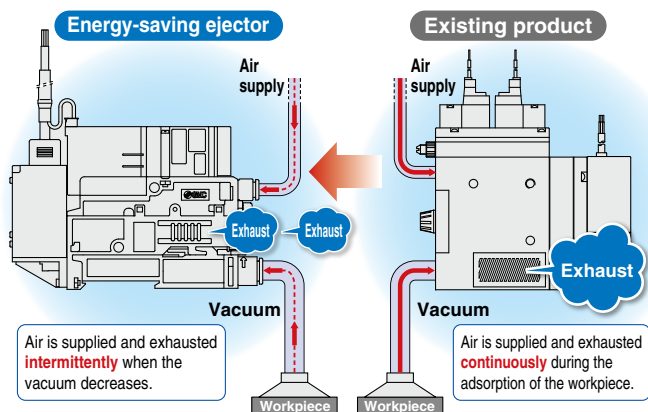 Energy-saving ejector
Existing product
Air
supply
Air
supply
SMC
Exhaust
Exhaust
Exhaust
Vacuum
Vacuum
Air is supplied and exhausted
intermittently when the
vacuum decreases.
Air is supplied and exhausted
continuously during the
adsorption of the workpiece.
Workpiece
Workpiece